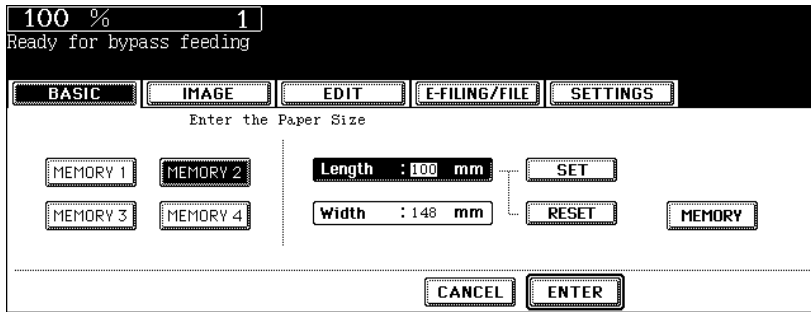 100 % 1
Ready for bypass feeding
BASIC IMAGE EDIT E-FILING/FILE SETTINGS
Enter the Paper Size
MEMORY 1 MEMORY 2 Length :100 mm SET
MEMORY 3 MEMORY 4 Width :148 mm RESET MEMORY
CANCEL ENTER